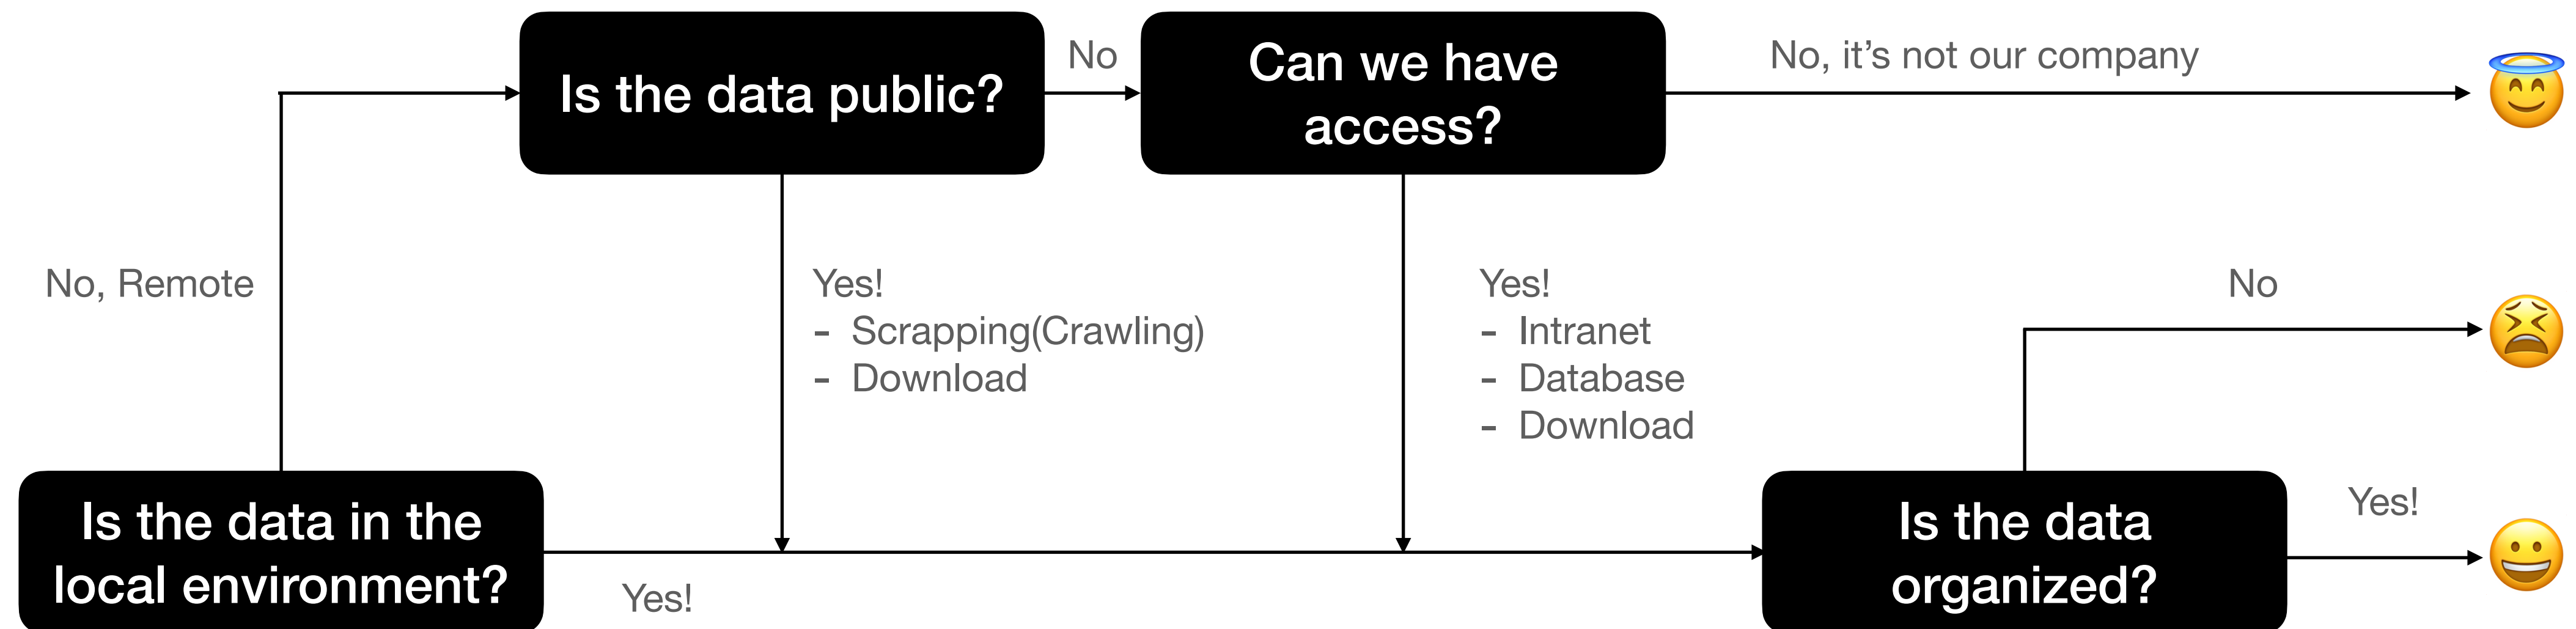 Is the data public?
No
Can we have
access?
No, it’s not our company
No, Remote
Yes!
- Scrapping(Crawling)
- Download
Yes!
- Intranet
- Database
- Download
No
Is the data in the
local environment?
Yes!
Is the data
organized?
Yes!